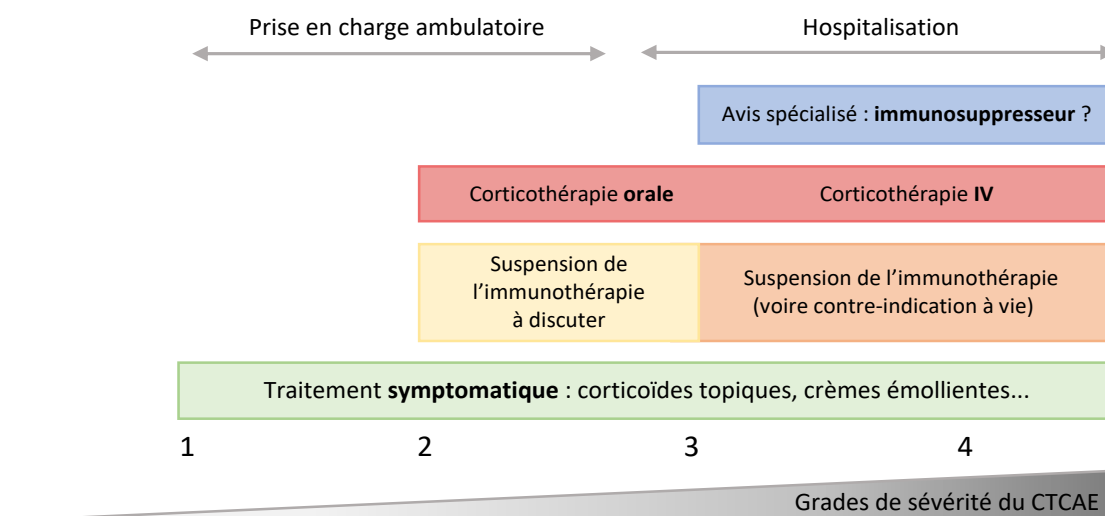 Prise en charge ambulatoire
Hospitalisation
Avis spécialisé : immunosuppresseur ?
Corticothérapie orale
Corticothérapie IV
Suspension de
l’immunothérapie
à discuter
Suspension de l’immunothérapie
(voire contre-indication à vie)
Traitement symptomatique : corticoïdes topiques, crèmes émollientes...
1 2 3 4
Grades de sévérité du CTCAE